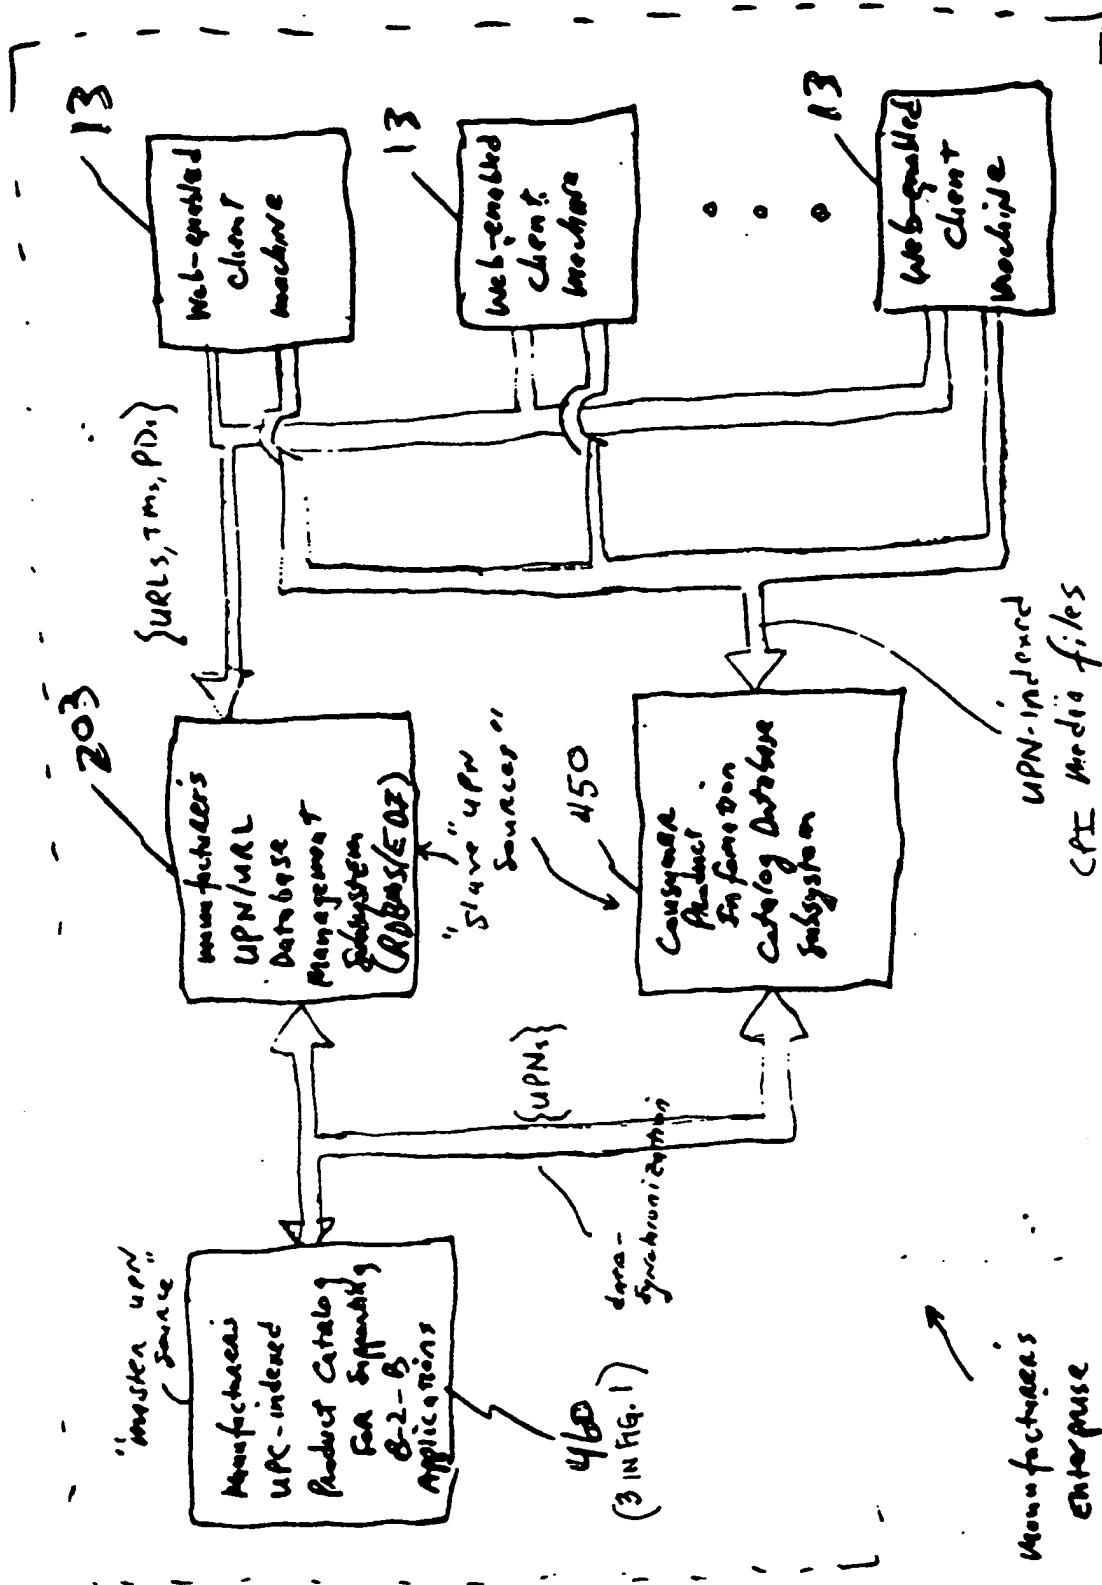 "master UPN
source"
Manufacturers
UPC-indexed
Product Catalog
For Supporting
B-2-B
Applications
460
(3 IN FIG. 1)
data-
synchronization
{UPNs}
203
manufacturer's
UPN/URL
Database
Management
Subsystem
(RDBMS/EDI)
"slave" UPN
sources"
450
Consumer
Product
Information
Catalog Database
Subsystem
{URLs, TMs, PDs}
13
Web-enabled
client
machine
13
Web-enabled
client
machine
13
Web-enabled
client
machine
UPN-indexed
CPI media files
Manufacturers
Enterprise